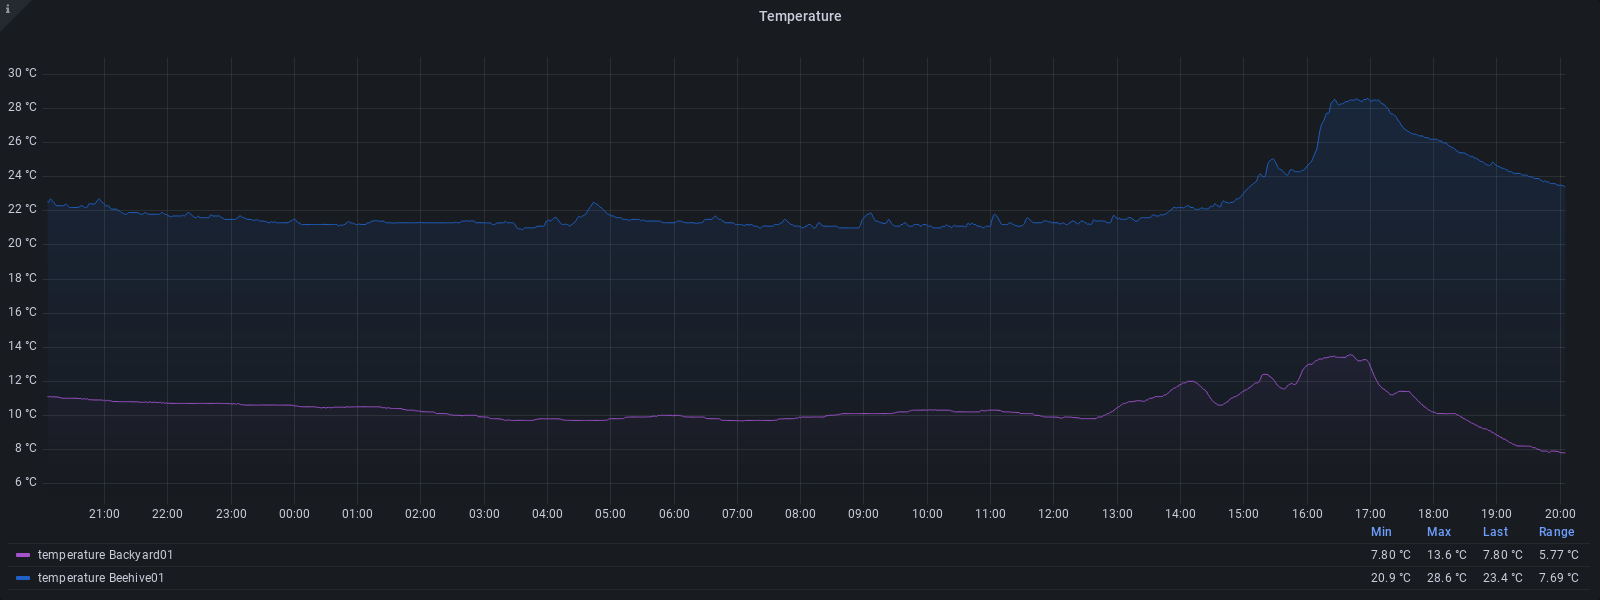 i
Temperature
30 °C
28 °C
26 °C
24 °C
22 °C
20 °C
18 °C
16 °C
14 °C
12 °C
10 °C
8 °C
6 °C
21:00 22:00 23:00 00:00 01:00 02:00 03:00 04:00 05:00 06:00 07:00 08:00 09:00 10:00 11:00 12:00 13:00 14:00 15:00 16:00 17:00 18:00 19:00 20:00
Min Max Last Range
temperature Backyard01 7.80 °C 13.6 °C 7.80 °C 5.77 °C
temperature Beehive01 20.9 °C 28.6 °C 23.4 °C 7.69 °C